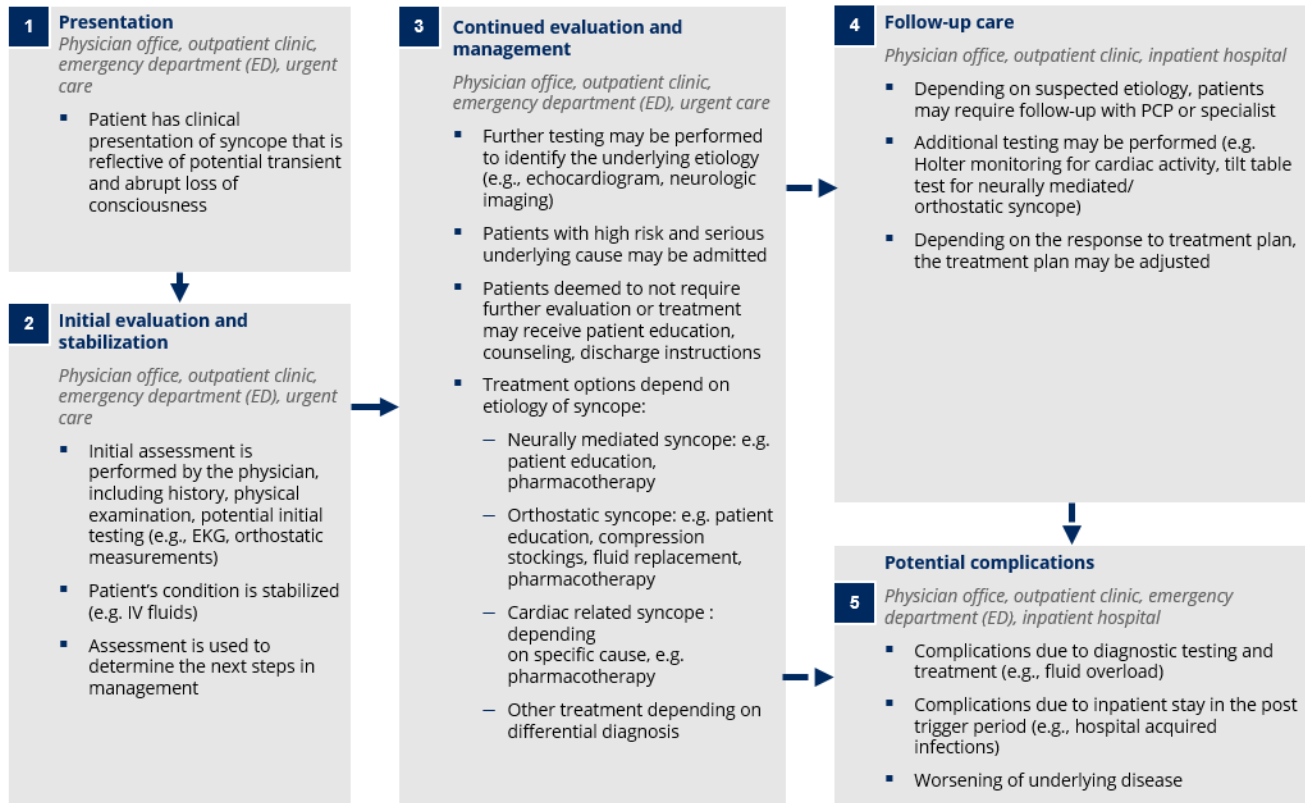 1
Presentation
Physician office, outpatient clinic,
emergency department (ED), urgent
care
▪ Patient has clinical
presentation of syncope that is
reflective of potential transient
and abrupt loss of
consciousness
2
Initial evaluation and
stabilization
Physician office, outpatient clinic,
emergency department (ED), urgent
care
▪ Initial assessment is
performed by the physician,
including history, physical
examination, potential initial
testing (e.g., EKG, orthostatic
measurements)
▪ Patient’s condition is stabilized
(e.g. IV fluids)
▪ Assessment is used to
determine the next steps in
management
3
Continued evaluation and
management
Physician office, outpatient clinic,
emergency department (ED), urgent care
▪ Further testing may be performed
to identify the underlying etiology
(e.g., echocardiogram, neurologic
imaging)
▪ Patients with high risk and serious
underlying cause may be admitted
▪ Patients deemed to not require
further evaluation or treatment
may receive patient education,
counseling, discharge instructions
▪ Treatment options depend on
etiology of syncope:
– Neurally mediated syncope: e.g.
patient education,
pharmacotherapy
– Orthostatic syncope: e.g. patient
education, compression
stockings, fluid replacement,
pharmacotherapy
– Cardiac related syncope :
depending
on specific cause, e.g.
pharmacotherapy
– Other treatment depending on
differential diagnosis
4
Follow-up care
Physician office, outpatient clinic, inpatient hospital
▪ Depending on suspected etiology, patients
may require follow-up with PCP or specialist
▪ Additional testing may be performed (e.g.
Holter monitoring for cardiac activity, tilt table
test for neurally mediated/
orthostatic syncope)
▪ Depending on the response to treatment plan,
the treatment plan may be adjusted
Potential complications
5
Physician office, outpatient clinic, emergency
department (ED), inpatient hospital
▪ Complications due to diagnostic testing and
treatment (e.g., fluid overload)
▪ Complications due to inpatient stay in the post
trigger period (e.g., hospital acquired
infections)
▪ Worsening of underlying disease